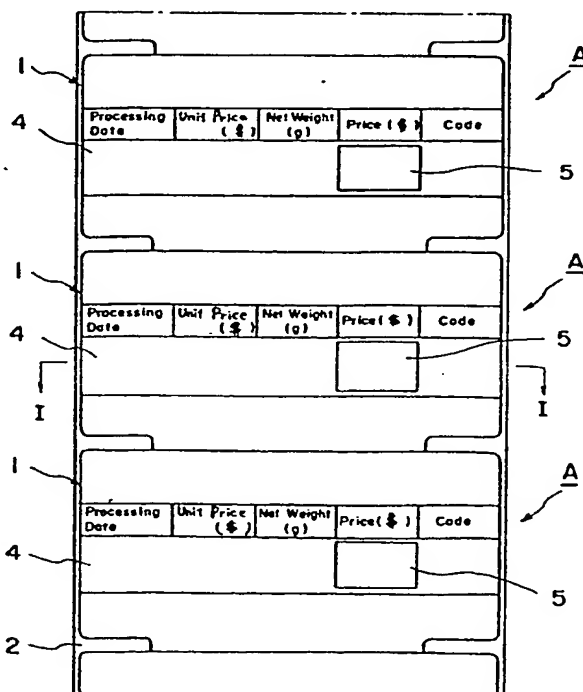 1
A
Processing Date
Unit Price ($)
Net Weight (g)
Price ($)
Code
4
5
1
A
Processing Date
Unit Price ($)
Net Weight (g)
Price ($)
Code
4
5
I
I
1
A
Processing Date
Unit Price ($)
Net Weight (g)
Price ($)
Code
4
5
2